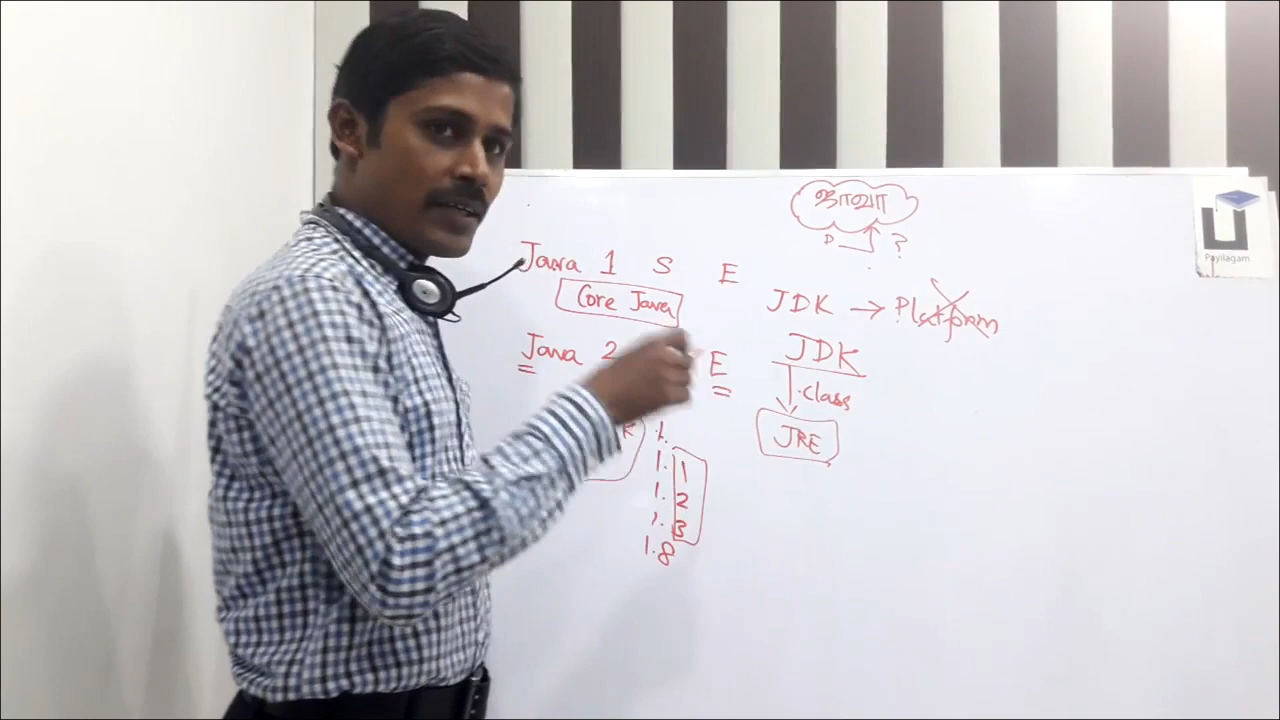 ஜாவா
D ?
Java 1 S E
Core Java
JDK → Platform
Java 2 E
JDK
.class
JRE
K
1.
1. 1
1. 2
1. 3
1.8
Payilagam